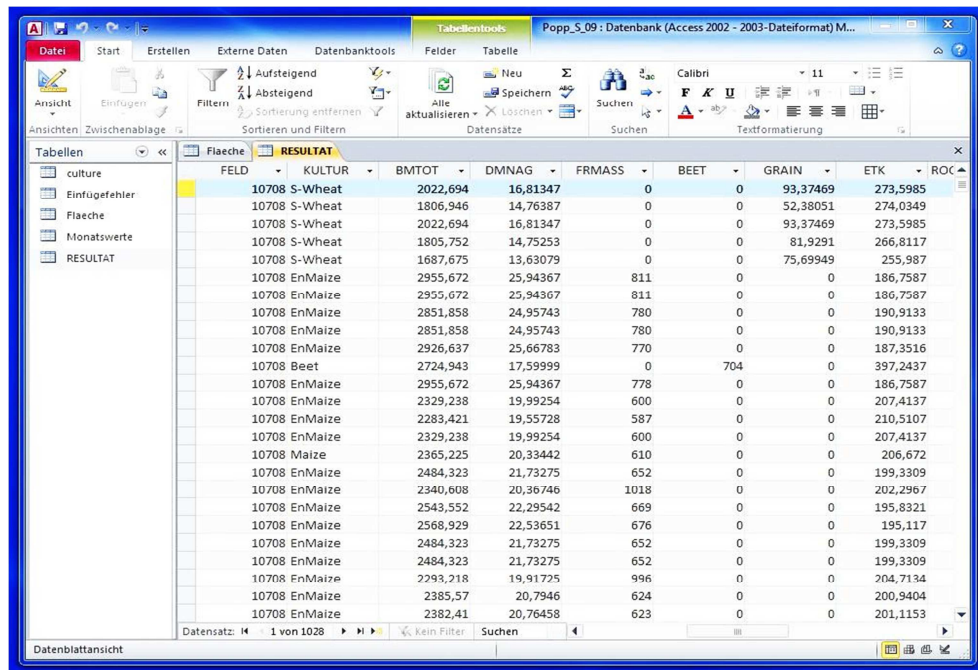 Tabellentools
Popp_S_09 : Datenbank (Access 2002 - 2003-Dateiformat) M...
Datei Start Erstellen Externe Daten Datenbanktools Felder Tabelle
Ansicht Einfügen Filtern Aufsteigend Absteigend Sortierung entfernen
Alle aktualisieren Neu Speichern Löschen Suchen Calibri 11
F K U
Ansichten Zwischenablage Sortieren und Filtern Datensätze Suchen Textformatierung
Tabellen « Flaeche RESULTAT
culture
Einfügefehler
Flaeche
Monatswerte
RESULTAT
FELD KULTUR BMTOT DMNAG FRMASS BEET GRAIN ETK ROO
10708 S-Wheat 2022,694 16,81347 0 0 93,37469 273,5985
10708 S-Wheat 1806,946 14,76387 0 0 52,38051 274,0349
10708 S-Wheat 2022,694 16,81347 0 0 93,37469 273,5985
10708 S-Wheat 1805,752 14,75253 0 0 81,9291 266,8117
10708 S-Wheat 1687,675 13,63079 0 0 75,69949 255,987
10708 EnMaize 2955,672 25,94367 811 0 0 186,7587
10708 EnMaize 2955,672 25,94367 811 0 0 186,7587
10708 EnMaize 2851,858 24,95743 780 0 0 190,9133
10708 EnMaize 2851,858 24,95743 780 0 0 190,9133
10708 EnMaize 2926,637 25,66783 770 0 0 187,3516
10708 Beet 2724,943 17,59999 0 704 0 397,2437
10708 EnMaize 2955,672 25,94367 778 0 0 186,7587
10708 EnMaize 2329,238 19,99254 600 0 0 207,4137
10708 EnMaize 2283,421 19,55728 587 0 0 210,5107
10708 EnMaize 2329,238 19,99254 600 0 0 207,4137
10708 Maize 2365,225 20,33442 610 0 0 206,672
10708 EnMaize 2484,323 21,73275 652 0 0 199,3309
10708 EnMaize 2340,608 20,36746 1018 0 0 202,2967
10708 EnMaize 2543,552 22,29542 669 0 0 195,8321
10708 EnMaize 2568,929 22,53651 676 0 0 195,117
10708 EnMaize 2484,323 21,73275 652 0 0 199,3309
10708 EnMaize 2484,323 21,73275 652 0 0 199,3309
10708 EnMaize 2293,218 19,91725 996 0 0 204,7134
10708 EnMaize 2385,57 20,7946 624 0 0 200,9404
10708 EnMaize 2382,41 20,76458 623 0 0 201,1153
Datensatz: 1 von 1028 Kein Filter Suchen
Datenblattansicht